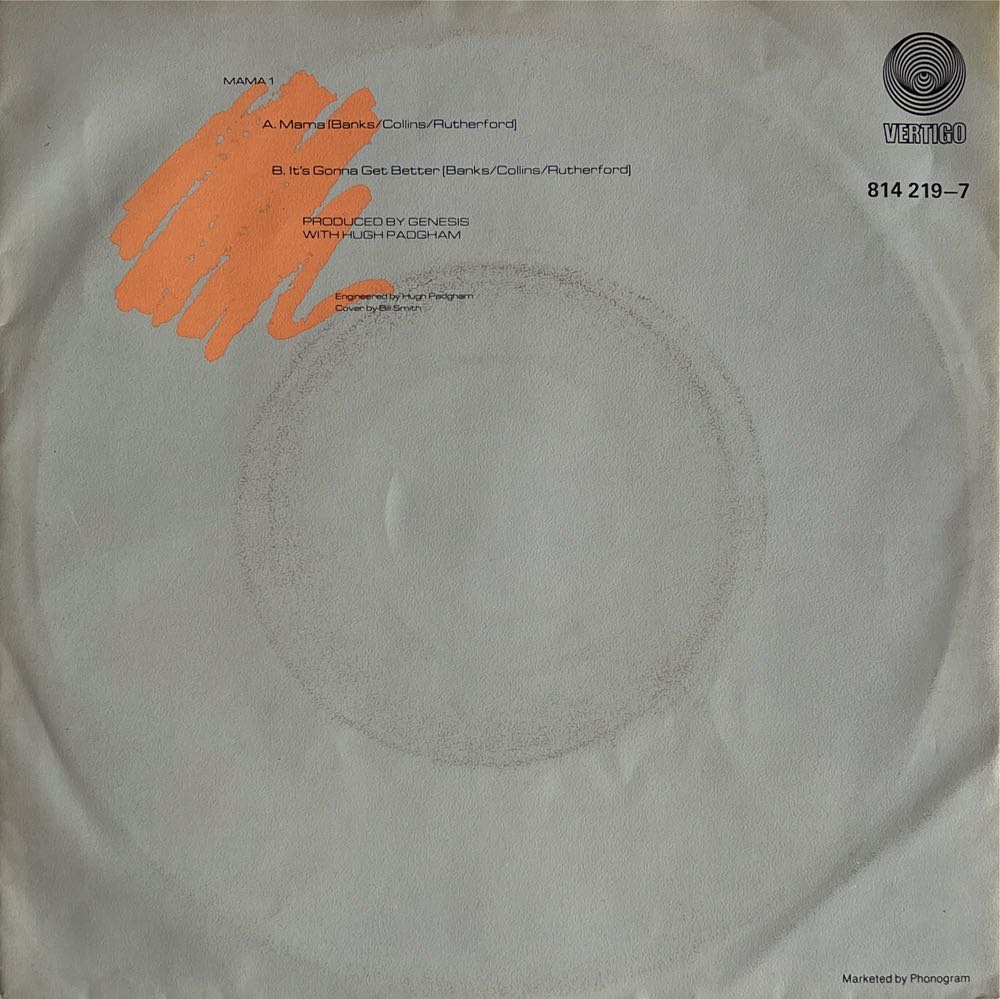 MAMA 1
A. Mama (Banks/Collins/Rutherford)
B. It's Gonna Get Better (Banks/Collins/Rutherford)
PRODUCED BY GENESIS
WITH HUGH PADGHAM
Engineered by Hugh Padgham
Cover by Bill Smith
VERTIGO
814 219–7
Marketed by Phonogram